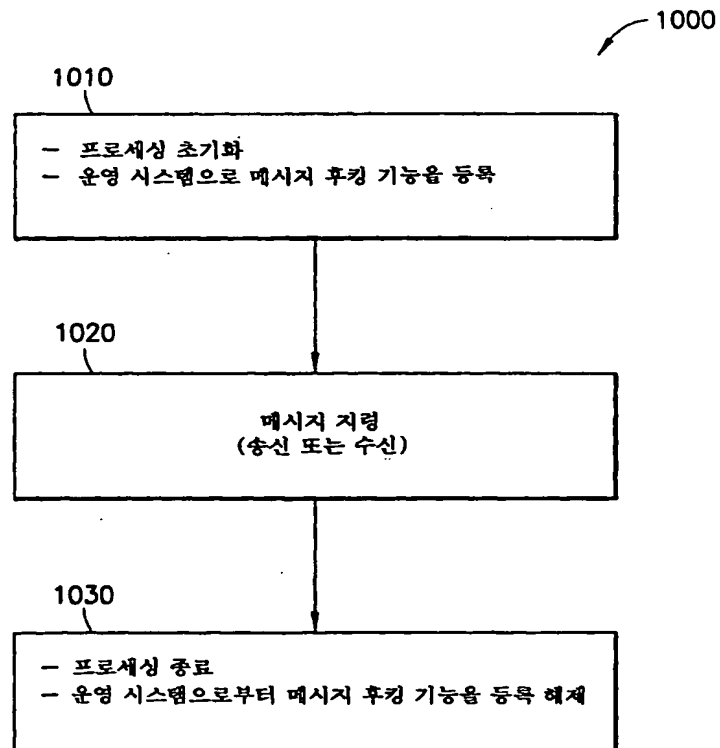 1000
1010
- 프로세싱 초기화
- 운영 시스템으로 메시지 후킹 기능을 등록
1020
메시지 지령
(송신 또는 수신)
1030
- 프로세싱 종료
- 운영 시스템으로부터 메시지 후킹 기능을 등록 해제